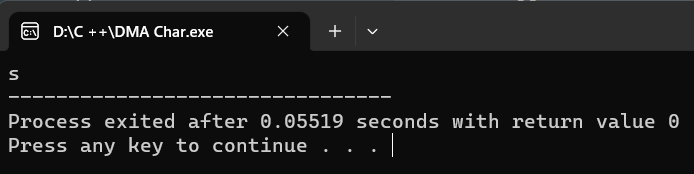 D:\C ++\DMA Char.exe
s
--------------------------------
Process exited after 0.05519 seconds with return value 0
Press any key to continue . . .